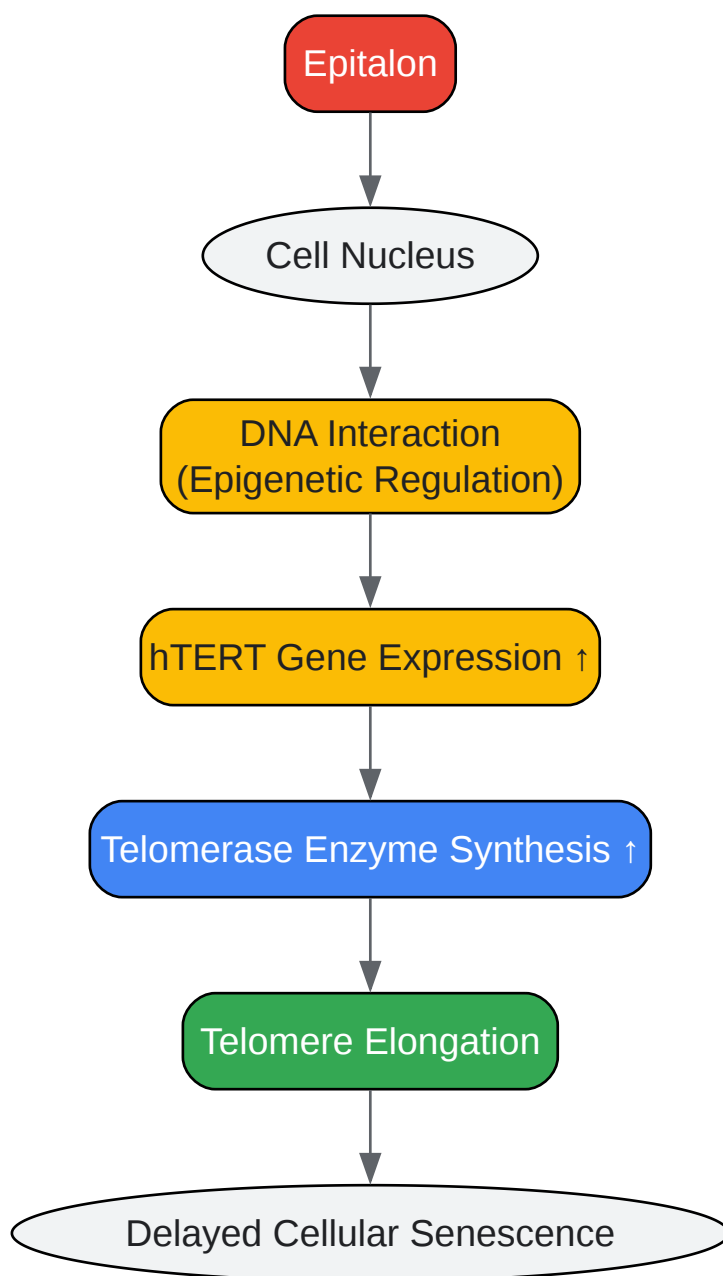 Epitalon
Cell Nucleus
DNA Interaction
(Epigenetic Regulation)
hTERT Gene Expression ↑
Telomerase Enzyme Synthesis ↑
Telomere Elongation
Delayed Cellular Senescence